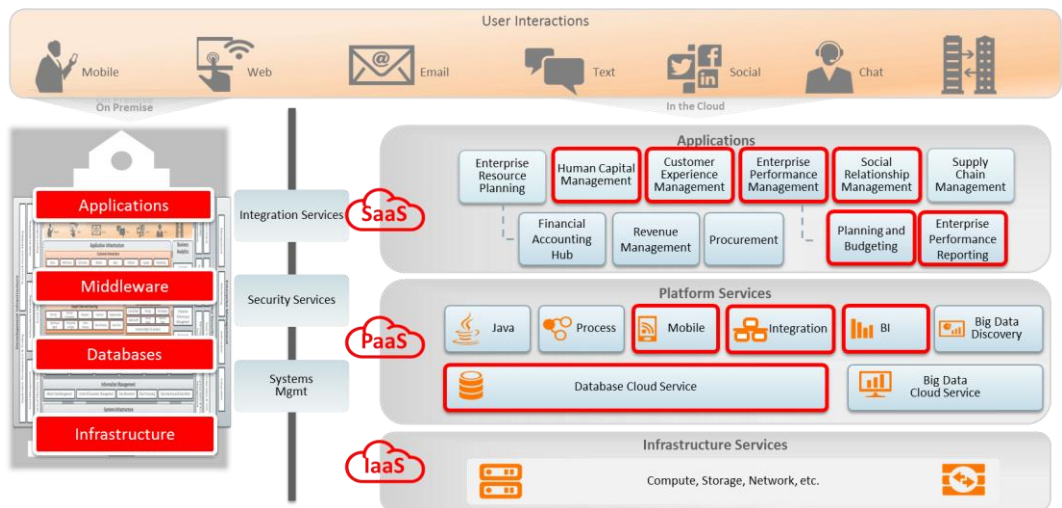 User Interactions
Mobile
Web
@
Email
Text
Social
Chat
On Premise
On Premise
In the Cloud
Applications
Middleware
Databases
Infrastructure
Information Management
Integration Services
Security Services
Systems
Mgmt
SaaS
Applications
Enterprise
Resource
Planning
Human Capital
Management
Customer
Experience
Management
Enterprise
Performance
Management
Social
Relationship
Management
Supply
Chain
Management
Financial
Accounting
Hub
Revenue
Management
Procurement
Planning and
Budgeting
Enterprise
Performance
Reporting
PaaS
Platform Services
Java
Process
Mobile
Integration
BI
Big Data
Discovery
Database Cloud Service
Big Data
Cloud Service
IaaS
Infrastructure Services
Compute, Storage, Network, etc.